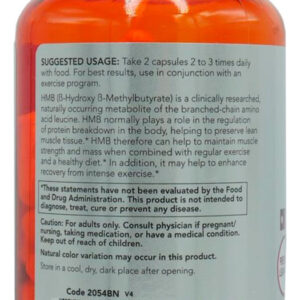 SUGGESTED USAGE: Take 2 capsules 2 to 3 times daily
with food. For best results, use in conjunction with an
exercise program.
HMB (ß-Hydroxy ß-Methylbutyrate) is a clinically researched,
naturally occurring metabolite of the branched-chain amino
acid leucine. HMB normally plays a role in the regulation
of protein breakdown in the body, helping to preserve lean
muscle tissue.* HMB therefore can help to maintain muscle
strength and mass when combined with regular exercise
and a healthy diet.* In addition, it may help to enhance
recovery from intense exercise.*
*These statements have not been evaluated by the Food
and Drug Administration. This product is not intended to
diagnose, treat, cure or prevent any disease.
Caution: For adults only. Consult physician if pregnant/
nursing, taking medication, or have a medical condition.
Keep out of reach of children.
Natural color variation may occur in this product.
Store in a cool, dry, dark place after opening.
Code 2054BN V4